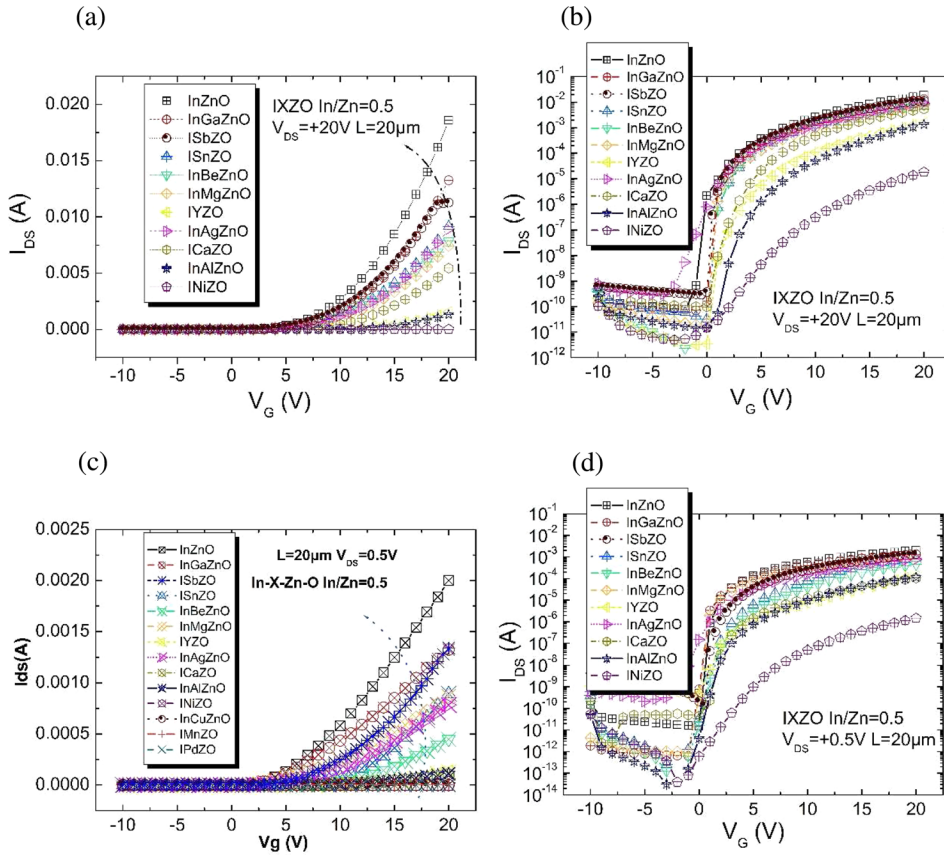 (a)
0.020
0.015
0.010
0.005
0.000
I_DS (A)
InZnO
InGaZnO
ISbZO
ISnZO
InBeZnO
InMgZnO
IYZO
InAgZnO
ICaZO
InAlZnO
INiZO
IXZO In/Zn=0.5
V_DS=+20V L=20μm
-10 -5 0 5 10 15 20
V_G (V)
(b)
10^-1
10^-2
10^-3
10^-4
10^-5
10^-6
10^-7
10^-8
10^-9
10^-10
10^-11
10^-12
I_DS (A)
InZnO
InGaZnO
ISbZO
ISnZO
InBeZnO
InMgZnO
IYZO
InAgZnO
ICaZO
InAlZnO
INiZO
IXZO In/Zn=0.5
V_DS=+20V L=20μm
-10 -5 0 5 10 15 20
V_G (V)
(c)
0.0025
0.0020
0.0015
0.0010
0.0005
0.0000
Ids(A)
InZnO
InGaZnO
ISbZO
ISnZO
InBeZnO
InMgZnO
IYZO
InAgZnO
ICaZO
InAlZnO
INiZO
InCuZnO
IMnZO
IPdZO
L=20μm V_DS=0.5V
In-X-Zn-O In/Zn=0.5
-10 -5 0 5 10 15 20
Vg (V)
(d)
10^-1
10^-2
10^-3
10^-4
10^-5
10^-6
10^-7
10^-8
10^-9
10^-10
10^-11
10^-12
10^-13
10^-14
I_DS (A)
InZnO
InGaZnO
ISbZO
ISnZO
InBeZnO
InMgZnO
IYZO
InAgZnO
ICaZO
InAlZnO
INiZO
IXZO In/Zn=0.5
V_DS=+0.5V L=20μm
-10 -5 0 5 10 15 20
V_G (V)